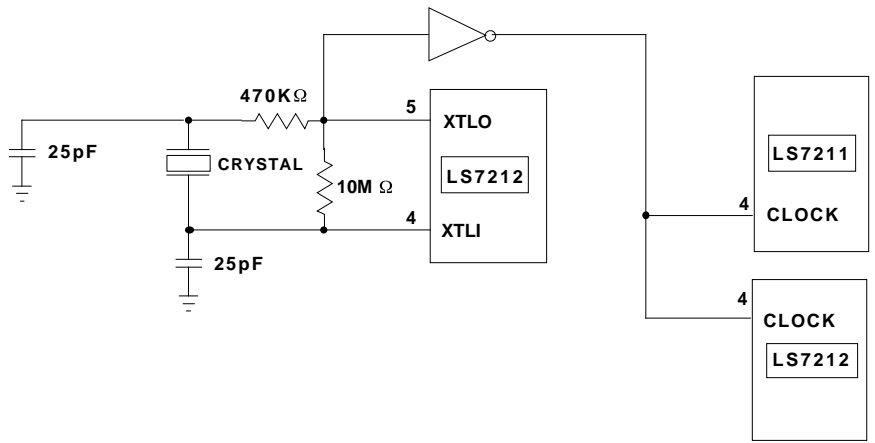 470KΩ
5
XTLO
25pF
CRYSTAL
10M Ω
LS7212
4
XTLI
25pF
LS7211
4
CLOCK
4
CLOCK
LS7212